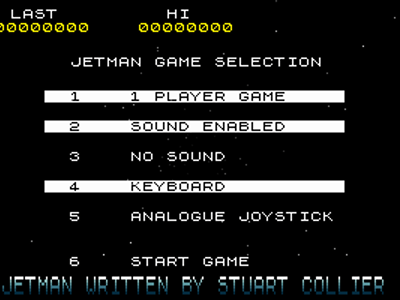 LAST HI
00000000 00000000
JETMAN GAME SELECTION
1 1 PLAYER GAME
2 SOUND ENABLED
3 NO SOUND
4 KEYBOARD
5 ANALOGUE JOYSTICK
6 START GAME
JETMAN WRITTEN BY STUART COLLIER